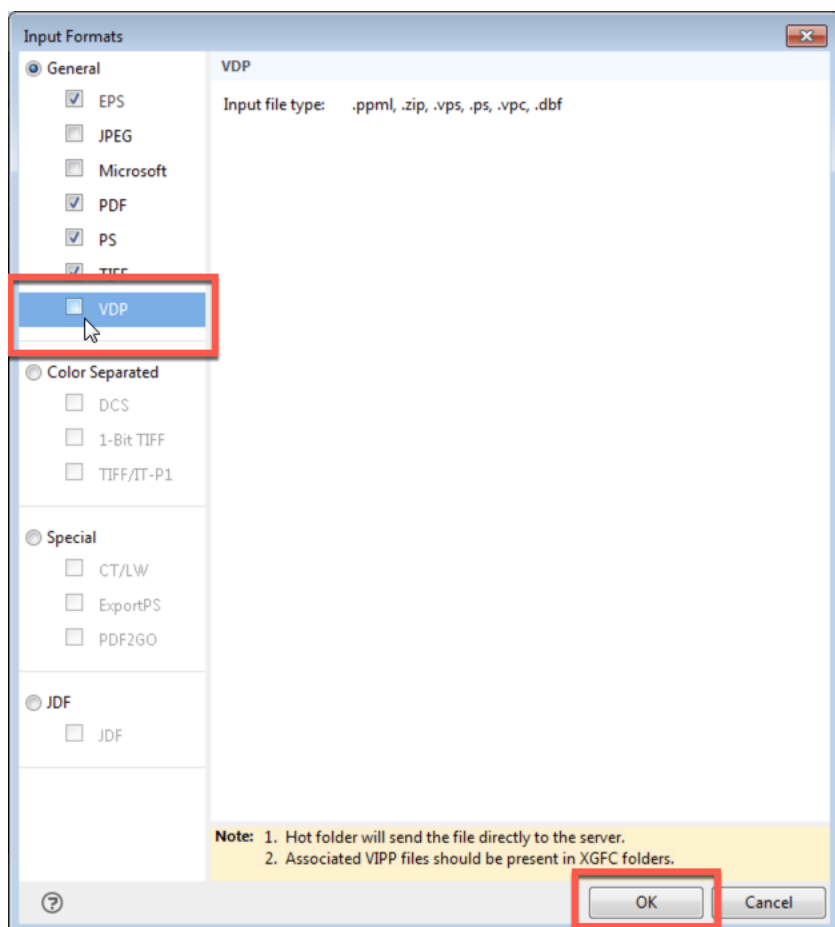 Input Formats
General
EPS
JPEG
Microsoft
PDF
PS
TIFF
VDP
Color Separated
DCS
1-Bit TIFF
TIFF/IT-P1
Special
CT/LW
ExportPS
PDF2GO
JDF
JDF
VDP
Input file type: .ppml, .zip, .vps, .ps, .vpc, .dbf
Note: 1. Hot folder will send the file directly to the server.
2. Associated VIPP files should be present in XGFC folders.
?
OK
Cancel